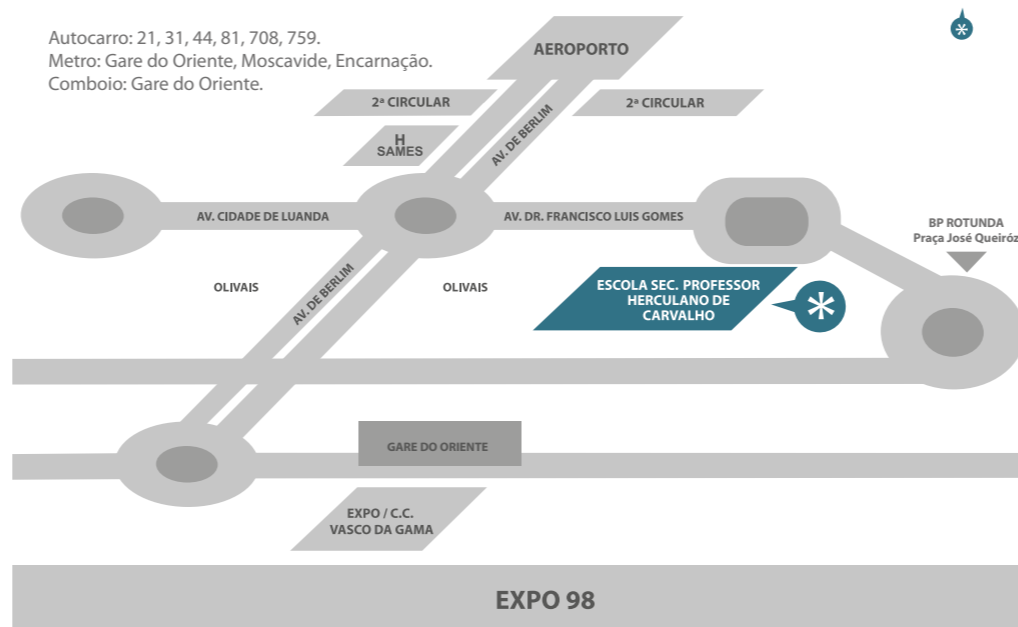 Autocarro: 21, 31, 44, 81, 708, 759.
Metro: Gare do Oriente, Moscavide, Encarnação.
Comboio: Gare do Oriente.
AEROPORTO
2ª CIRCULAR
2ª CIRCULAR
H
SAMES
AV. DE BERLIM
AV. CIDADE DE LUANDA
AV. DR. FRANCISCO LUIS GOMES
BP ROTUNDA
Praça José Queiróz
OLIVAIS
AV. DE BERLIM
OLIVAIS
ESCOLA SEC. PROFESSOR
HERCULANO DE
CARVALHO
GARE DO ORIENTE
EXPO / C.C.
VASCO DA GAMA
EXPO 98